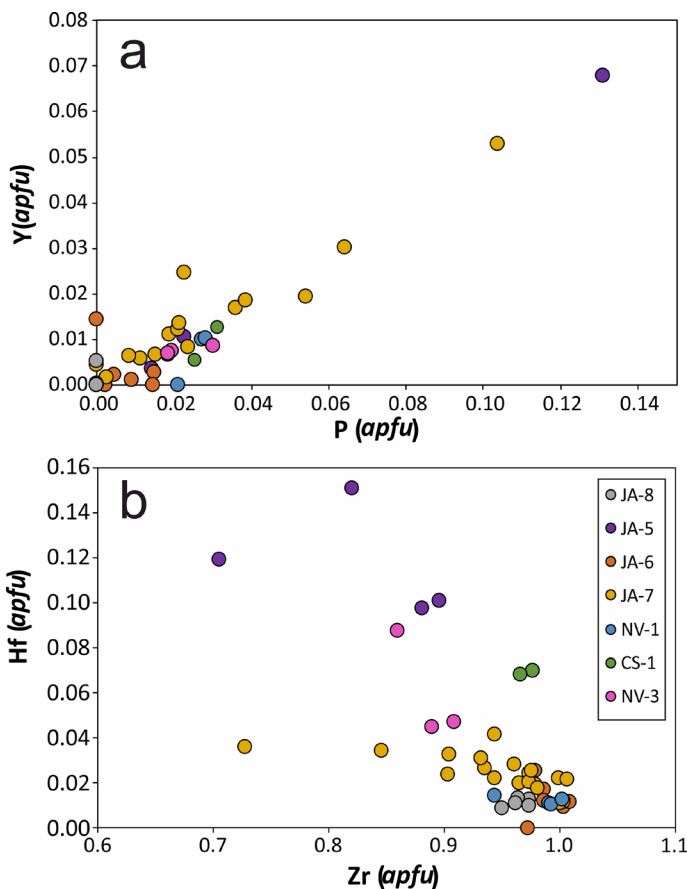 a
0.08
0.07
0.06
0.05
0.04
0.03
0.02
0.01
0.00
Y(apfu)
0.00 0.02 0.04 0.06 0.08 0.10 0.12 0.14
P (apfu)
b
0.16
0.14
0.12
0.10
0.08
0.06
0.04
0.02
0.00
Hf (apfu)
JA-8
JA-5
JA-6
JA-7
NV-1
CS-1
NV-3
0.6 0.7 0.8 0.9 1.0 1.1
Zr (apfu)